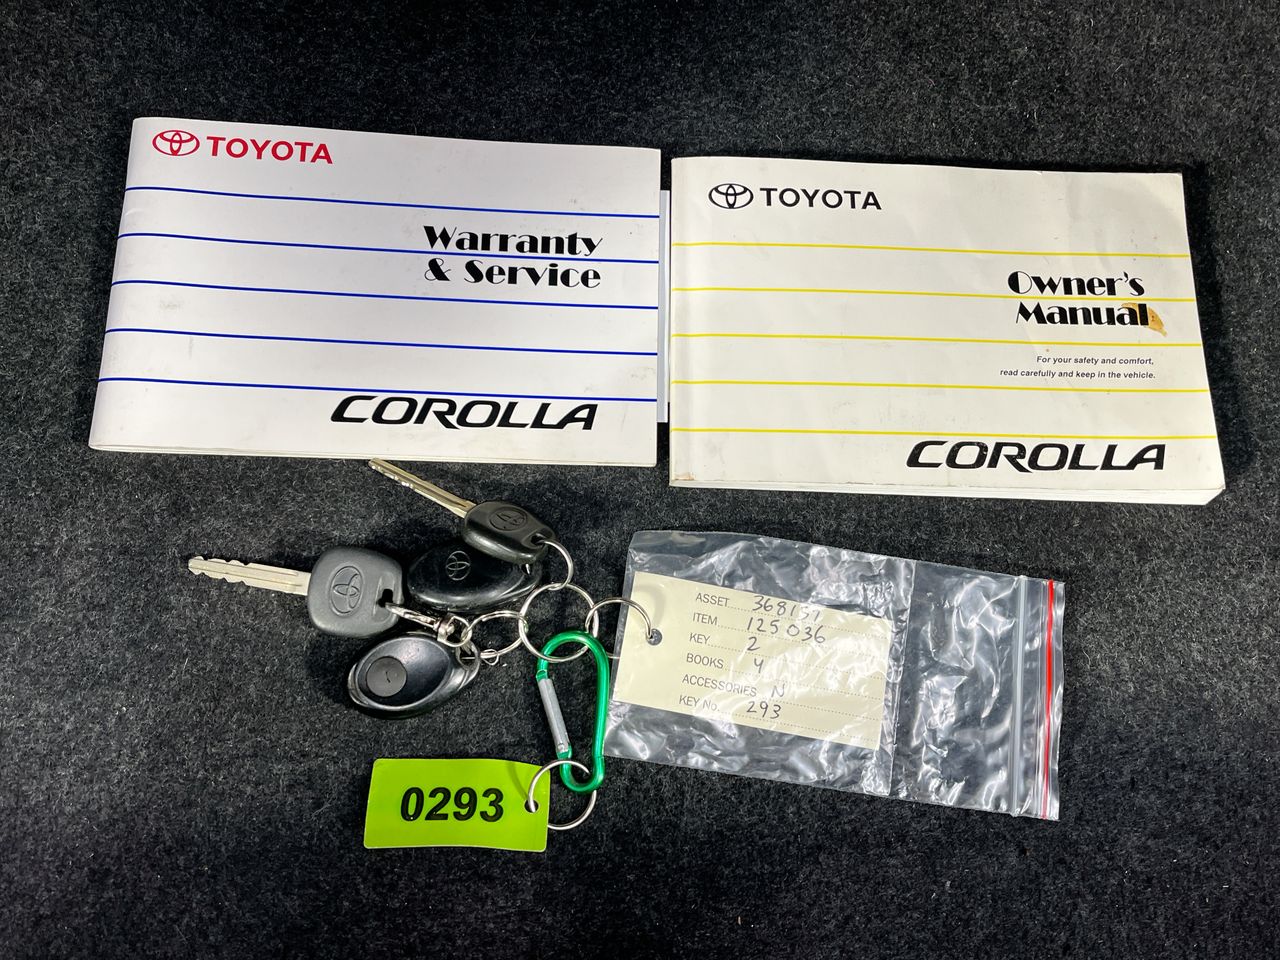 TOYOTA
Warranty
& Service
COROLLA
TOYOTA
Owner's
Manual
For your safety and comfort,
read carefully and keep in the vehicle.
COROLLA
ASSET 368157
ITEM 125036
KEY 2
BOOKS 4
ACCESSORIES N
KEY No. 293
0293